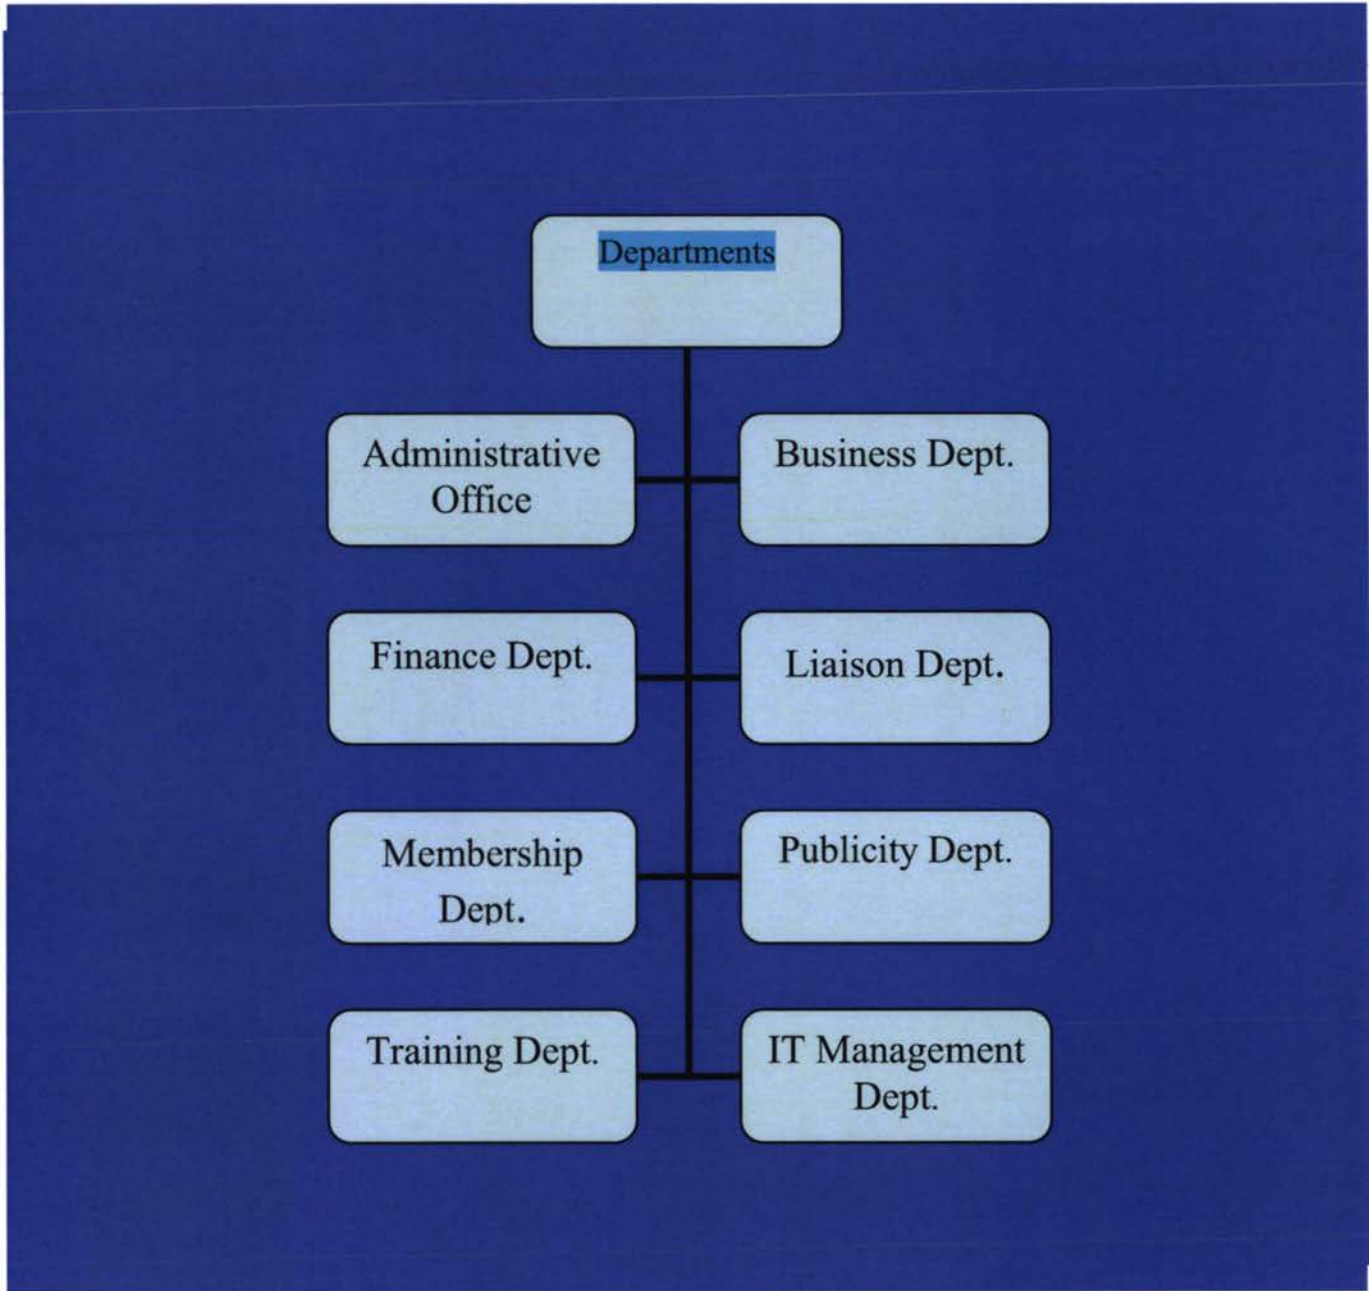 Departments
Administrative
Office
Business Dept.
Finance Dept.
Liaison Dept.
Membership
Dept.
Publicity Dept.
Training Dept.
IT Management
Dept.